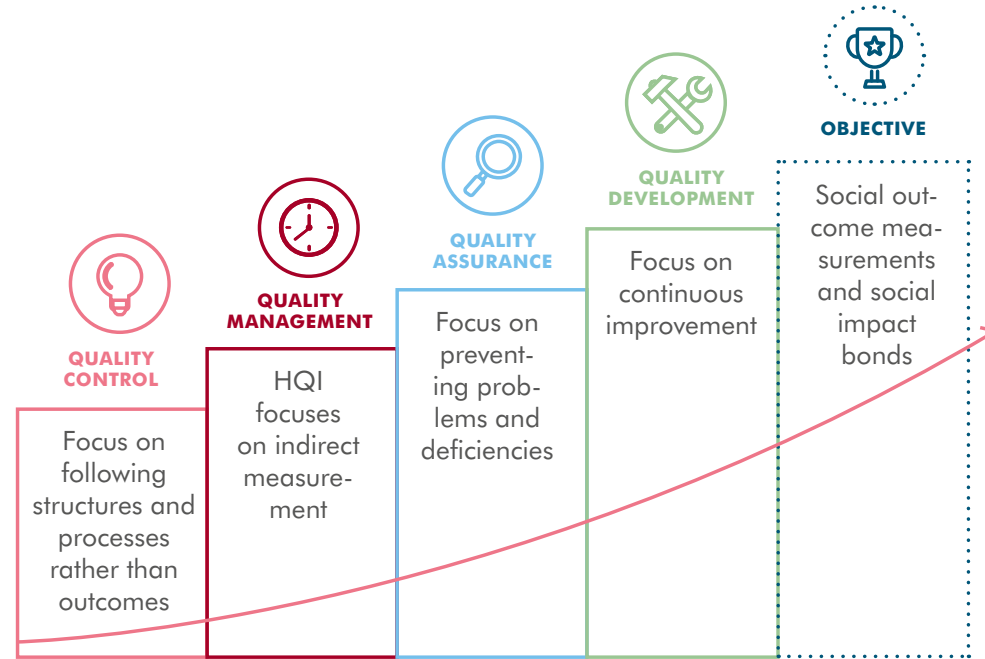 QUALITY
CONTROL
Focus on
following
structures and
processes
rather than
outcomes
QUALITY
MANAGEMENT
HQI
focuses
on indirect
measure-
ment
QUALITY
ASSURANCE
Focus on
prevent-
ing prob-
lems and
deficiencies
QUALITY
DEVELOPMENT
Focus on
continuous
improvement
OBJECTIVE
Social out-
come mea-
surements
and social
impact
bonds